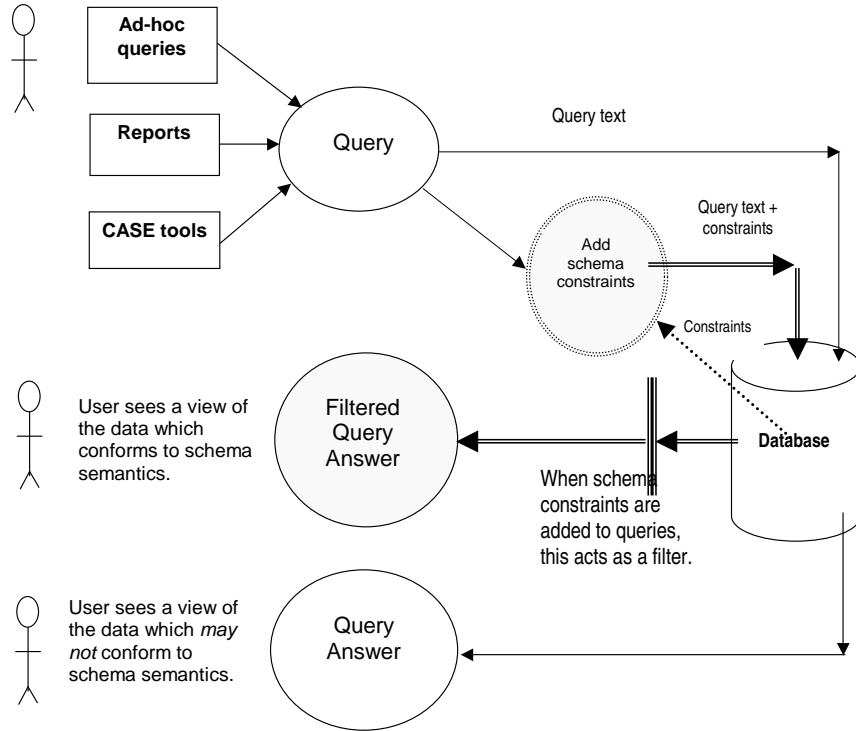 Ad-hoc
queries
Reports
CASE tools
Query
Query text
Add
schema
constraints
Query text +
constraints
Constraints
Database
User sees a view of
the data which
conforms to schema
semantics.
Filtered
Query
Answer
When schema
constraints are
added to queries,
this acts as a filter.
User sees a view of
the data which may
not conform to
schema semantics.
Query
Answer